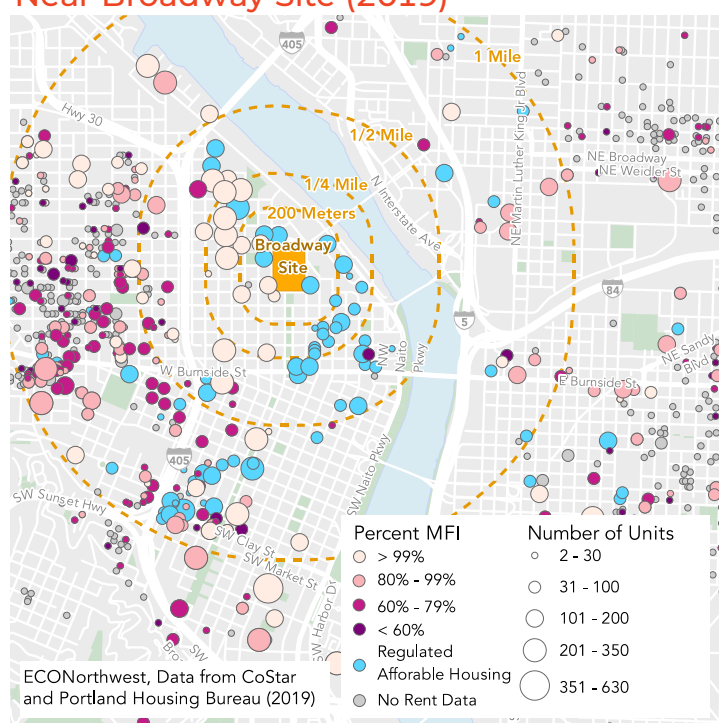 Near Broadway Site (2019)
405
1 Mile
Hwy 30
1/2 Mile
NE Martin Luther King Jr Blvd
NE Broadway
NE Weidler St
1/4 Mile
N Interstate Ave
200 Meters
Broadway
Site
84
5
NW
Naito
Pkwy
NE Sandy
Blvd
W Burnside St
E Burnside St
405
SW Naito Pkwy
SW Sunset Hwy
SW Clay St
SW Market St
SW Harbor Dr
SW
Percent MFI
> 99%
80% - 99%
60% - 79%
< 60%
Regulated
Afforable Housing
No Rent Data
Number of Units
2 - 30
31 - 100
101 - 200
201 - 350
351 - 630
ECONorthwest, Data from CoStar
and Portland Housing Bureau (2019)